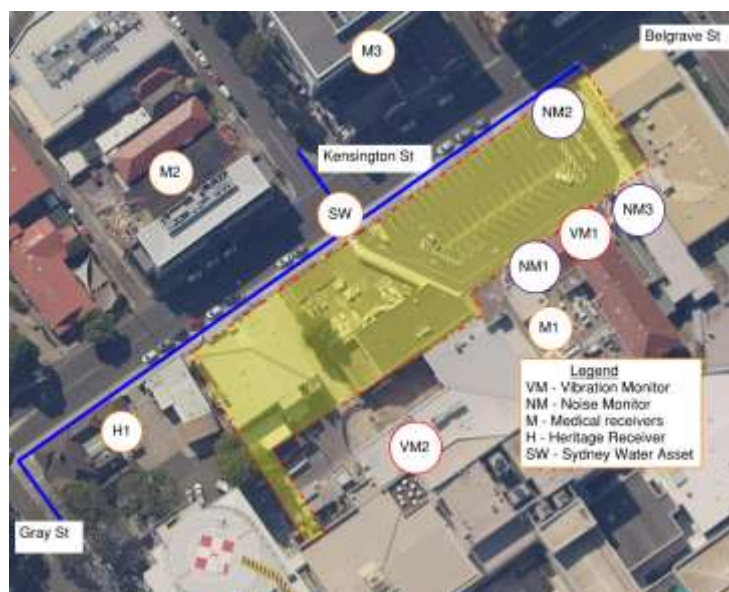 Belgrave St
M3
NM2
Kensington St
M2
SW
NM3
VM1
NM1
M1
Legend
VM - Vibration Monitor
NM - Noise Monitor
M - Medical receivers
H - Heritage Receiver
SW - Sydney Water Asset
H1
VM2
Gray St